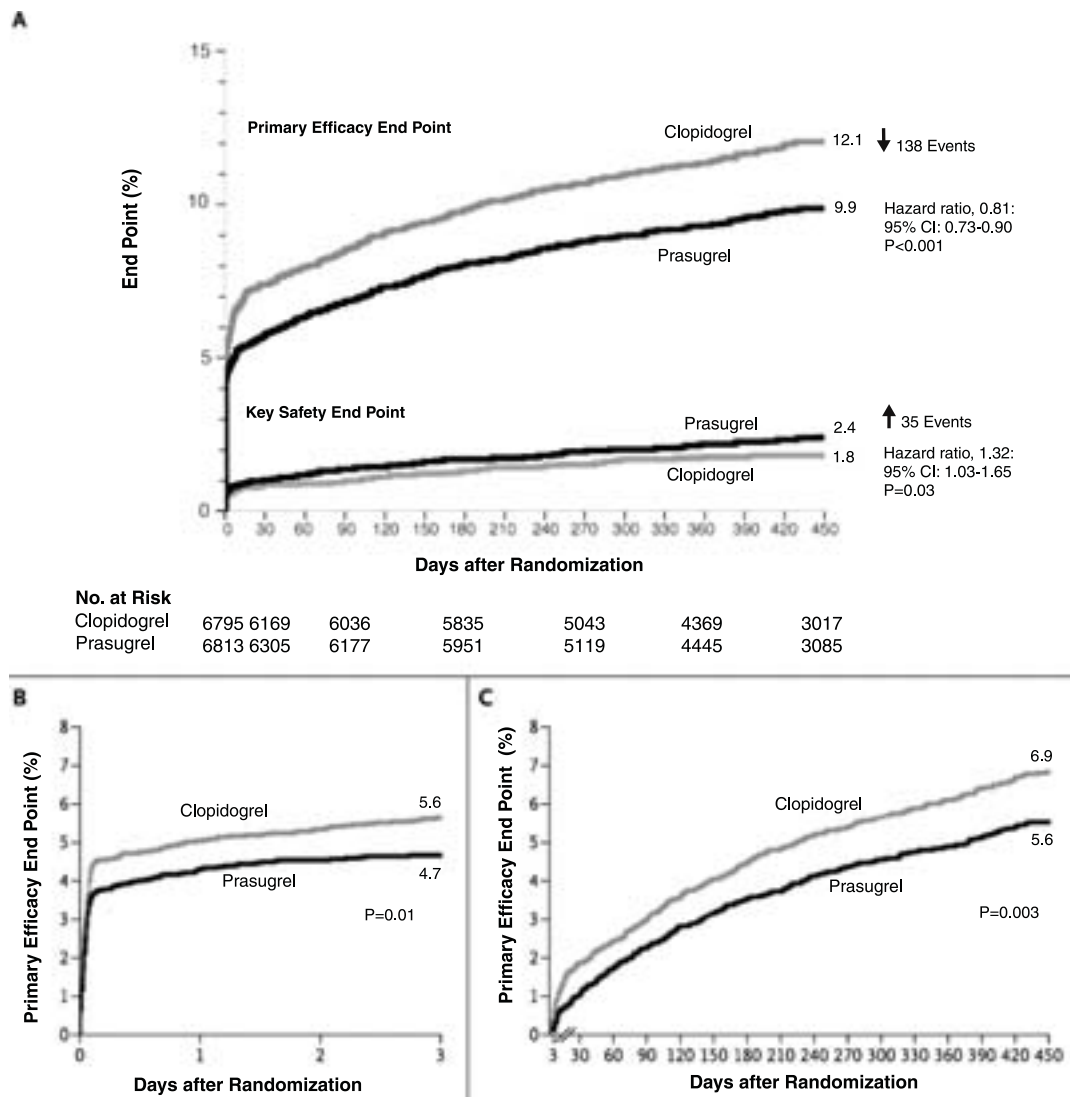 A
15
10
5
0
End Point (%)
Primary Efficacy End Point
Clopidogrel
12.1
↓ 138 Events
9.9
Hazard ratio, 0.81:
95% CI: 0.73-0.90
P<0.001
Prasugrel
Key Safety End Point
Prasugrel
2.4
↑ 35 Events
1.8
Clopidogrel
Hazard ratio, 1.32:
95% CI: 1.03-1.65
P=0.03
0 30 60 90 120 150 180 210 240 270 300 330 360 390 420 450
Days after Randomization
No. at Risk
Clopidogrel 6795 6169 6036 5835 5043 4369 3017
Prasugrel 6813 6305 6177 5951 5119 4445 3085
B
8
7
6
5
4
3
2
1
0
Primary Efficacy End Point (%)
Clopidogrel
5.6
Prasugrel
4.7
P=0.01
0 1 2 3
Days after Randomization
C
8
7
6
5
4
3
2
1
0
Primary Efficacy End Point (%)
Clopidogrel
6.9
Prasugrel
5.6
P=0.003
3 30 60 90 120 150 180 210 240 270 300 330 360 390 420 450
Days after Randomization